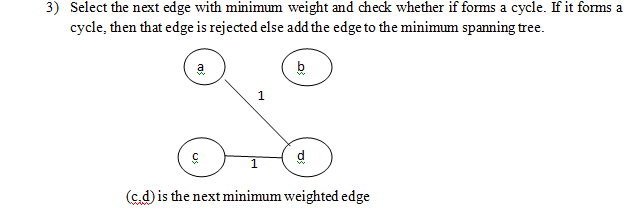 3) Select the next edge with minimum weight and check whether if forms a cycle. If it forms a
cycle, then that edge is rejected else add the edge to the minimum spanning tree.
a b
1
c d
1
(c,d) is the next minimum weighted edge